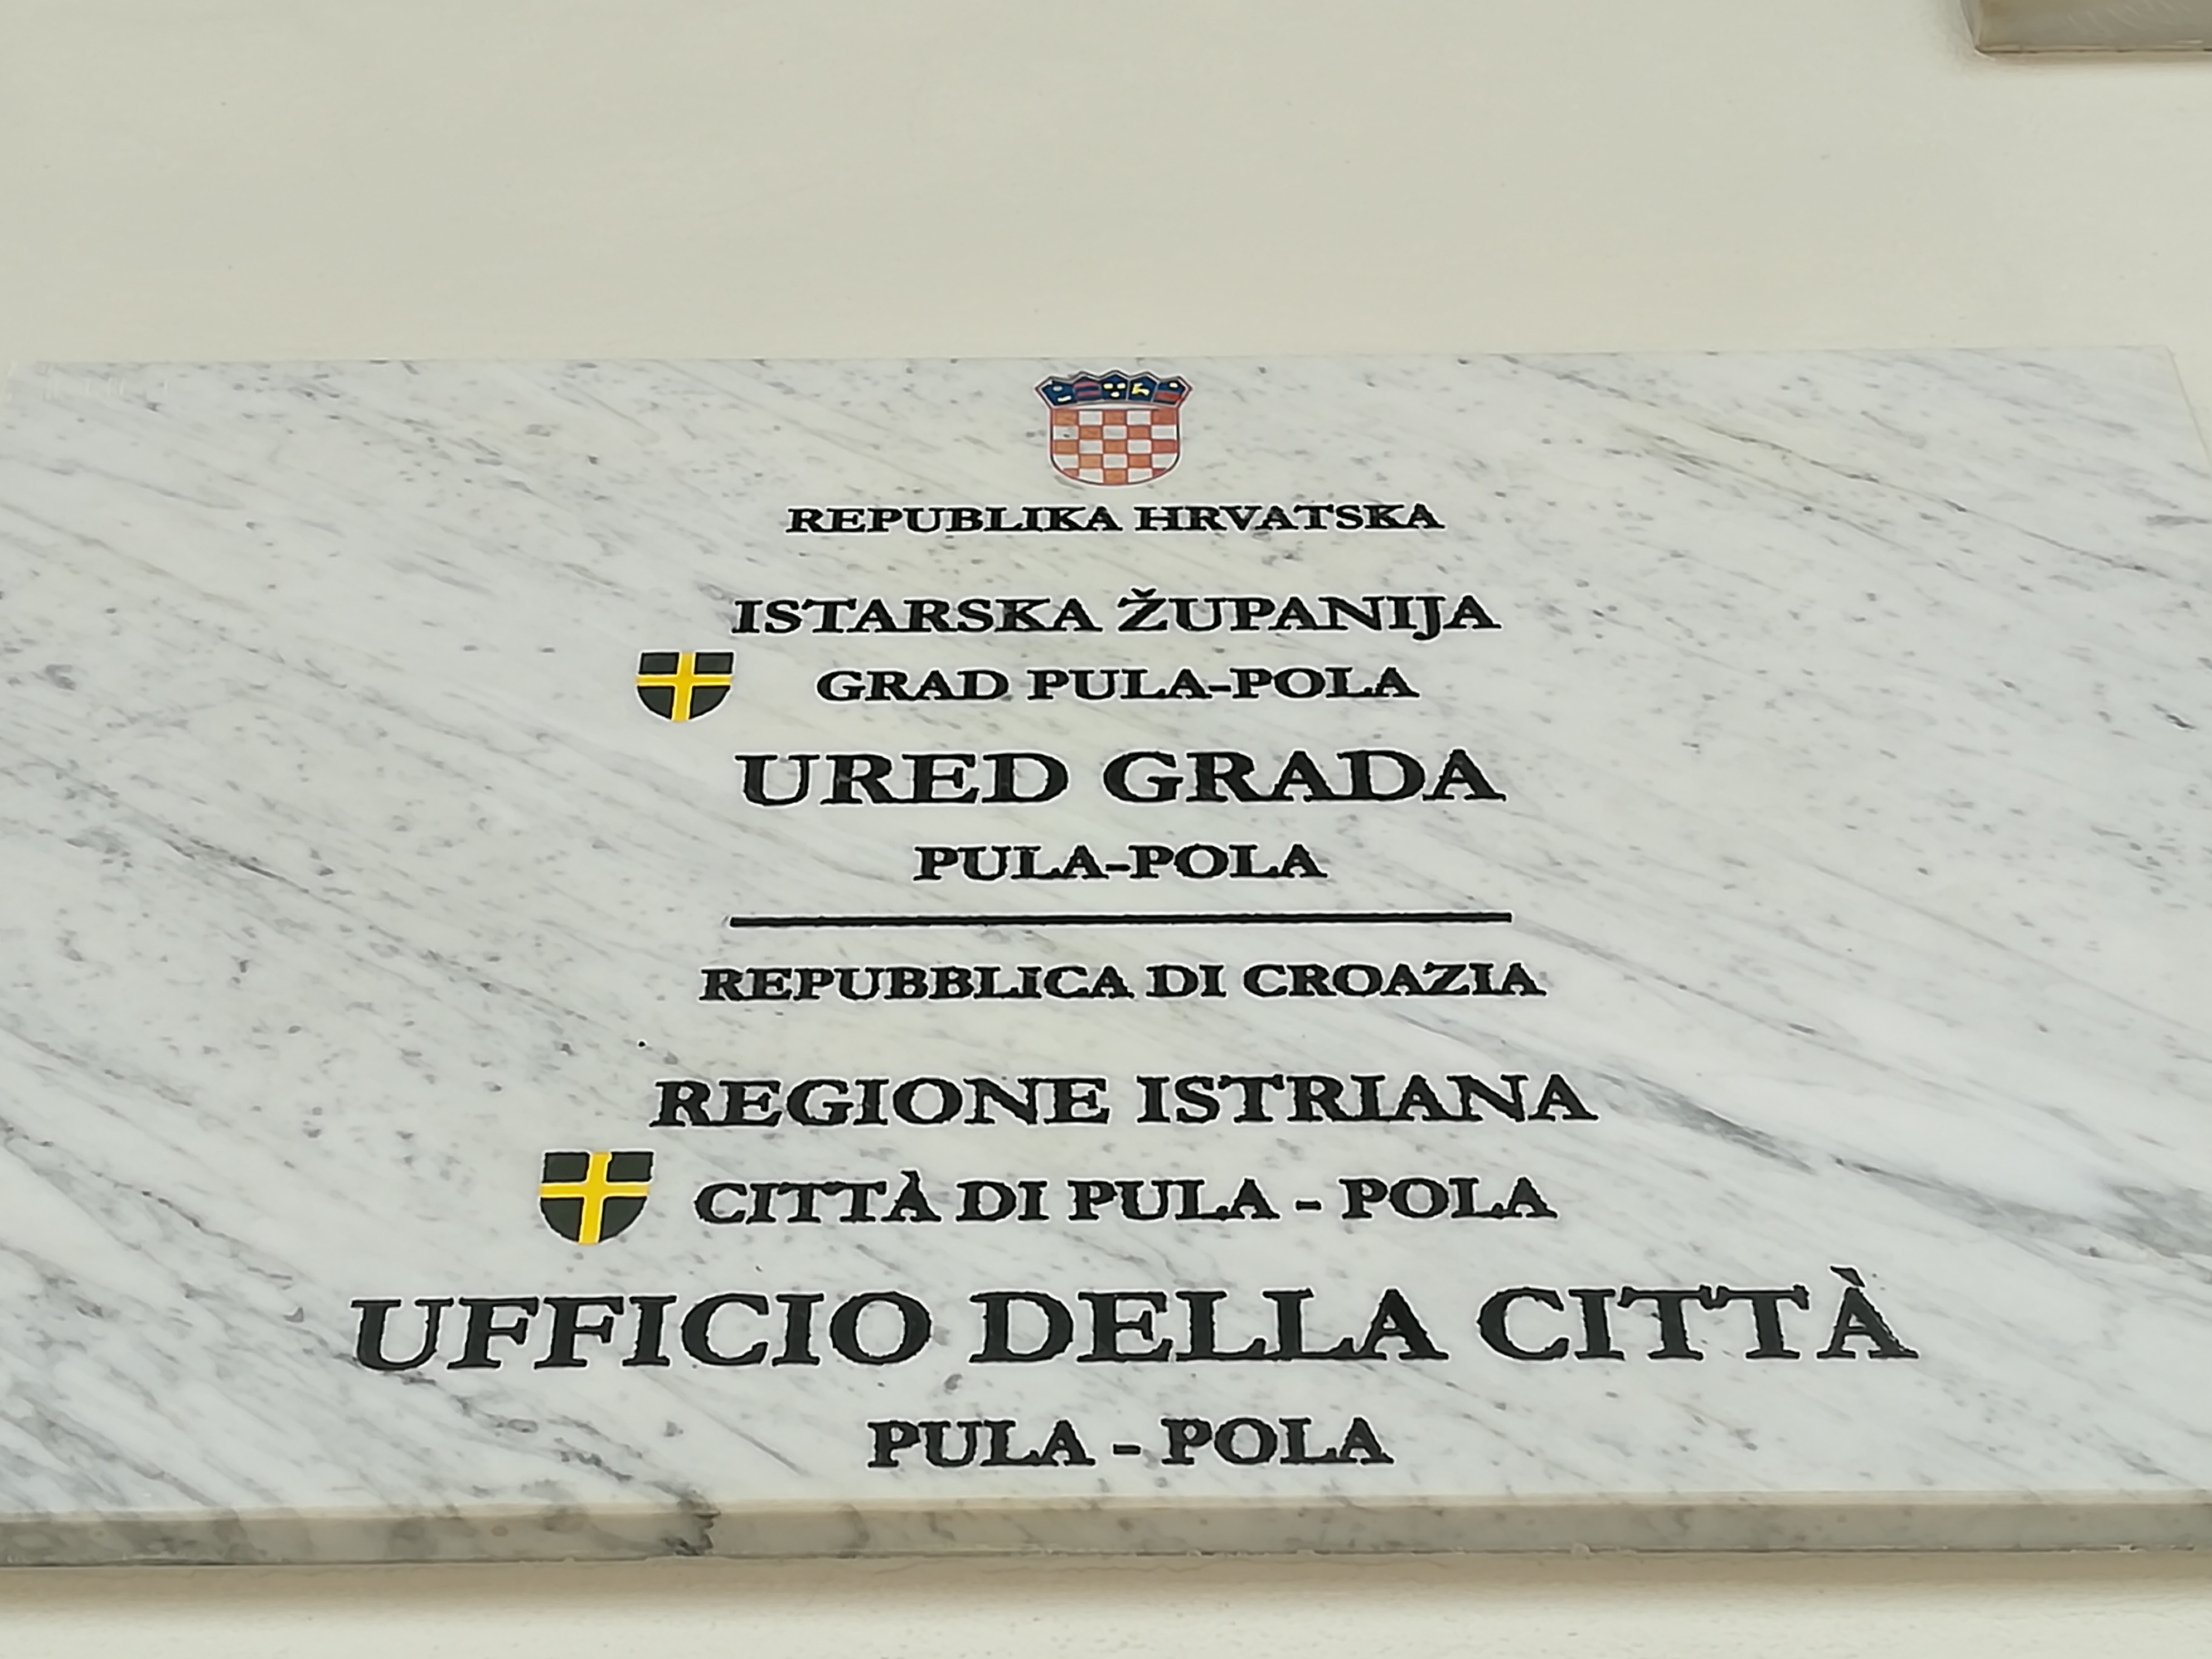 REPUBLIKA HRVATSKA
ISTARSKA ŽUPANIJA
GRAD PULA-POLA
URED GRADA
PULA-POLA
REPUBBLICA DI CROAZIA
REGIONE ISTRIANA
CITTÀ DI PULA - POLA
UFFICIO DELLA CITTÀ
PULA - POLA